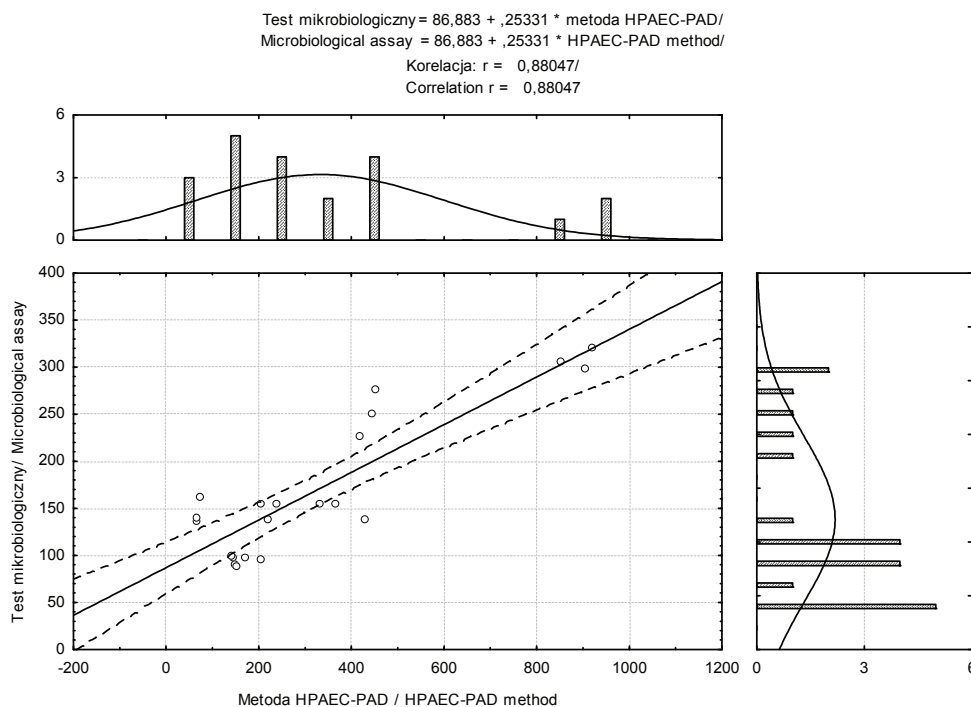 Test mikrobiologiczny = 86,883 + ,25331 * metoda HPAEC-PAD/
Microbiological assay = 86,883 + ,25331 * HPAEC-PAD method/
Korelacja: r = 0,88047/
Correlation r = 0,88047
6
3
0
400
350
300
250
200
150
100
50
0
Test mikrobiologiczny/ Microbiological assay
-200 0 200 400 600 800 1000 1200
0 3 6
Metoda HPAEC-PAD / HPAEC-PAD method